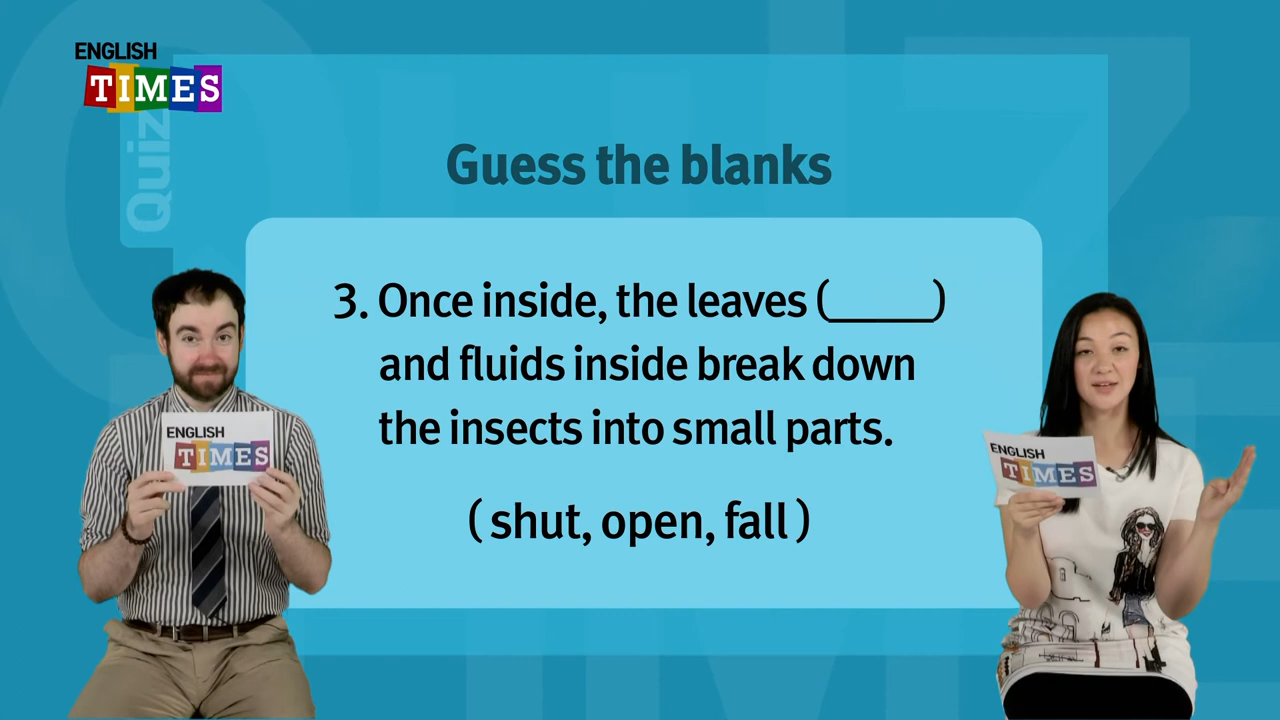 ENGLISH
TIMES
Quiz
Guess the blanks
3. Once inside, the leaves (_____)
and fluids inside break down
the insects into small parts.
( shut, open, fall )
ENGLISH
TIMES
ENGLISH
TIMES